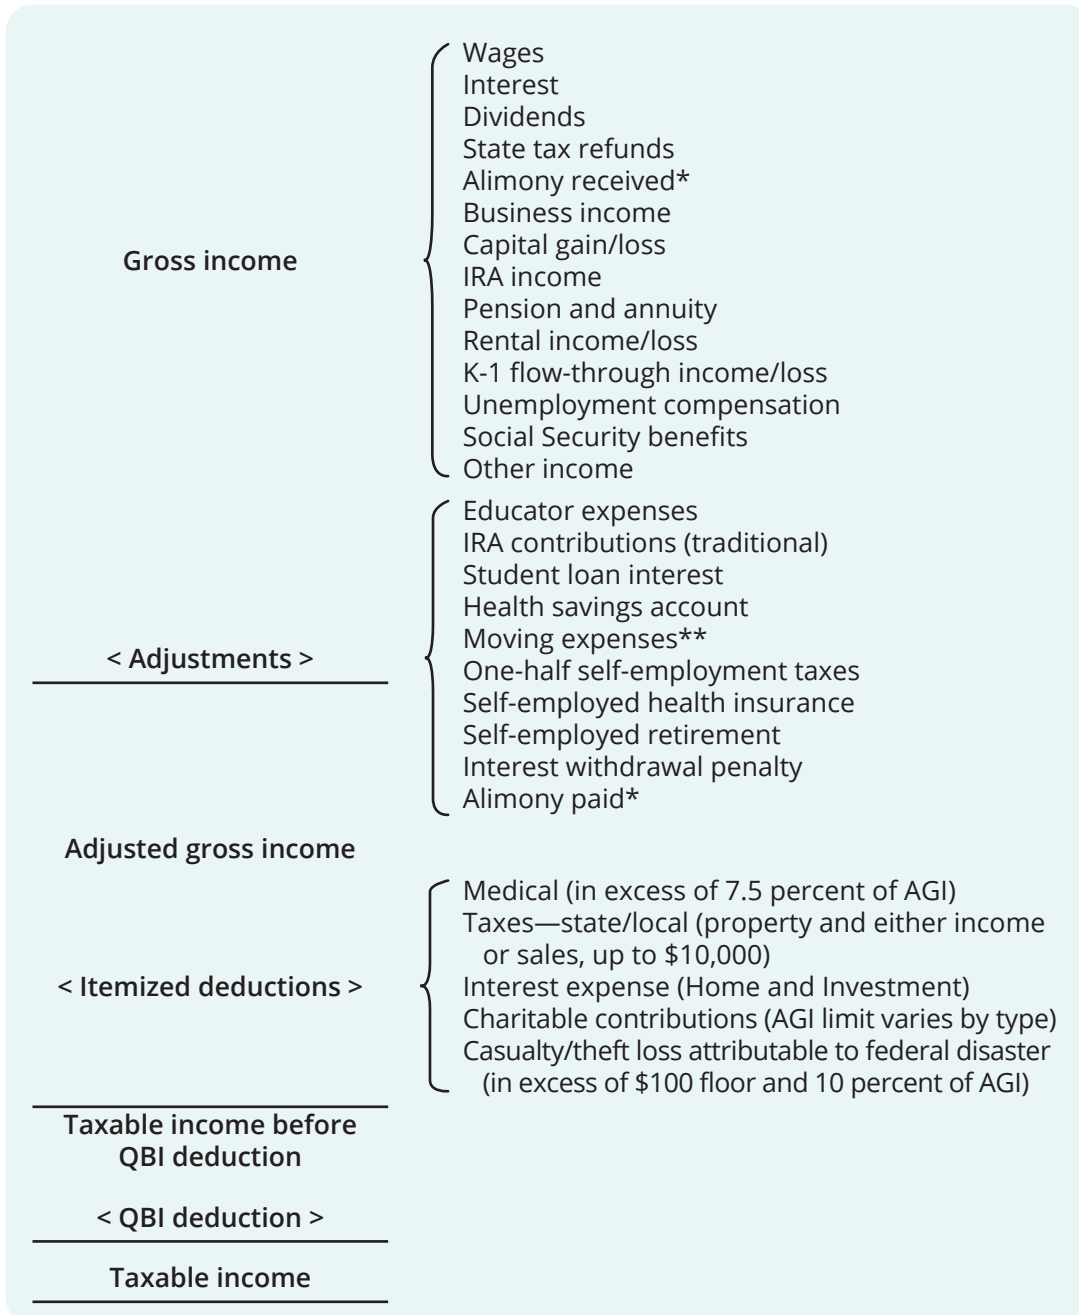 Gross income
Wages
Interest
Dividends
State tax refunds
Alimony received*
Business income
Capital gain/loss
IRA income
Pension and annuity
Rental income/loss
K-1 flow-through income/loss
Unemployment compensation
Social Security benefits
Other income
< Adjustments >
Educator expenses
IRA contributions (traditional)
Student loan interest
Health savings account
Moving expenses**
One-half self-employment taxes
Self-employed health insurance
Self-employed retirement
Interest withdrawal penalty
Alimony paid*
Adjusted gross income
< Itemized deductions >
Medical (in excess of 7.5 percent of AGI)
Taxes—state/local (property and either income
or sales, up to $10,000)
Interest expense (Home and Investment)
Charitable contributions (AGI limit varies by type)
Casualty/theft loss attributable to federal disaster
(in excess of $100 floor and 10 percent of AGI)
Taxable income before
QBI deduction
< QBI deduction >
Taxable income